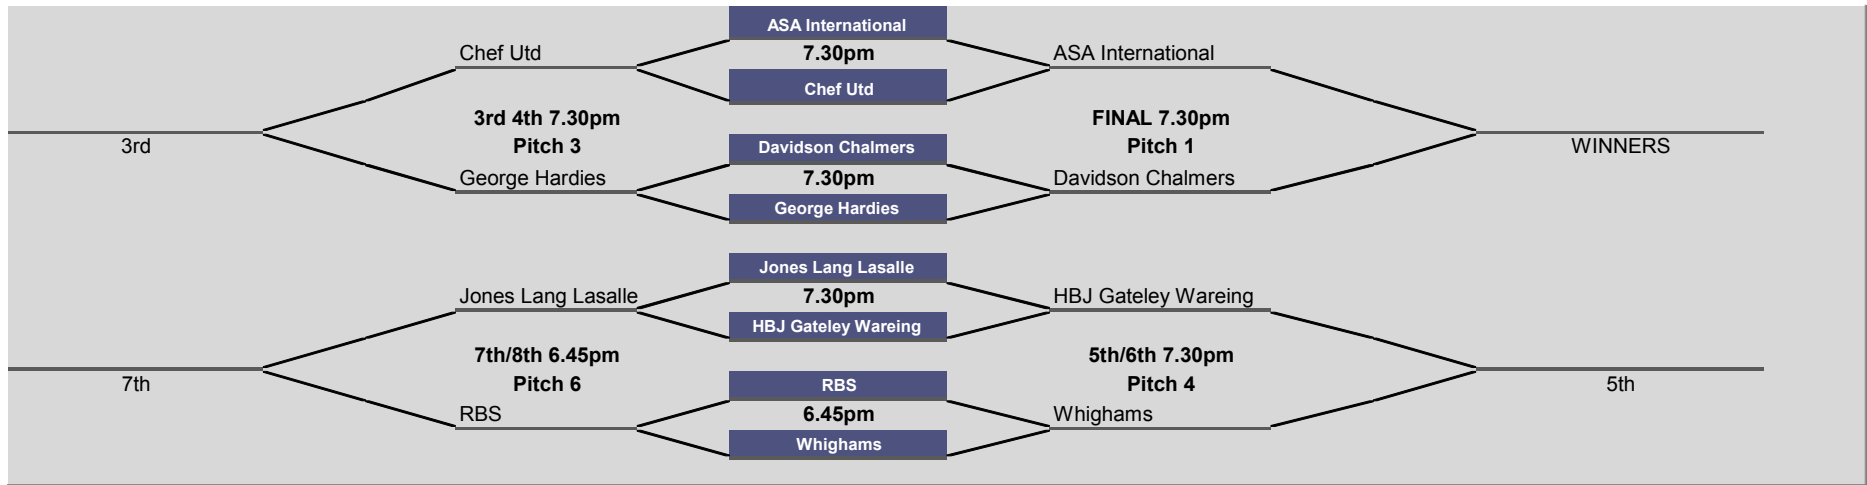 ASA International
Chef Utd
7.30pm
ASA International
Chef Utd
3rd 4th 7.30pm
FINAL 7.30pm
3rd
Pitch 3
Davidson Chalmers
Pitch 1
WINNERS
George Hardies
7.30pm
Davidson Chalmers
George Hardies
Jones Lang Lasalle
Jones Lang Lasalle
7.30pm
HBJ Gateley Wareing
HBJ Gateley Wareing
7th/8th 6.45pm
5th/6th 7.30pm
7th
Pitch 6
RBS
Pitch 4
5th
RBS
6.45pm
Whighams
Whighams